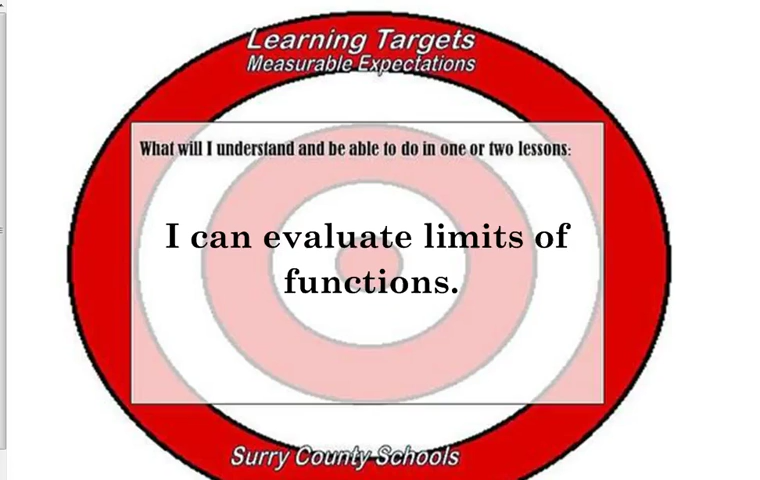 Learning Targets
Measurable Expectations
What will I understand and be able to do in one or two lessons:
I can evaluate limits of
functions.
Surry County Schools